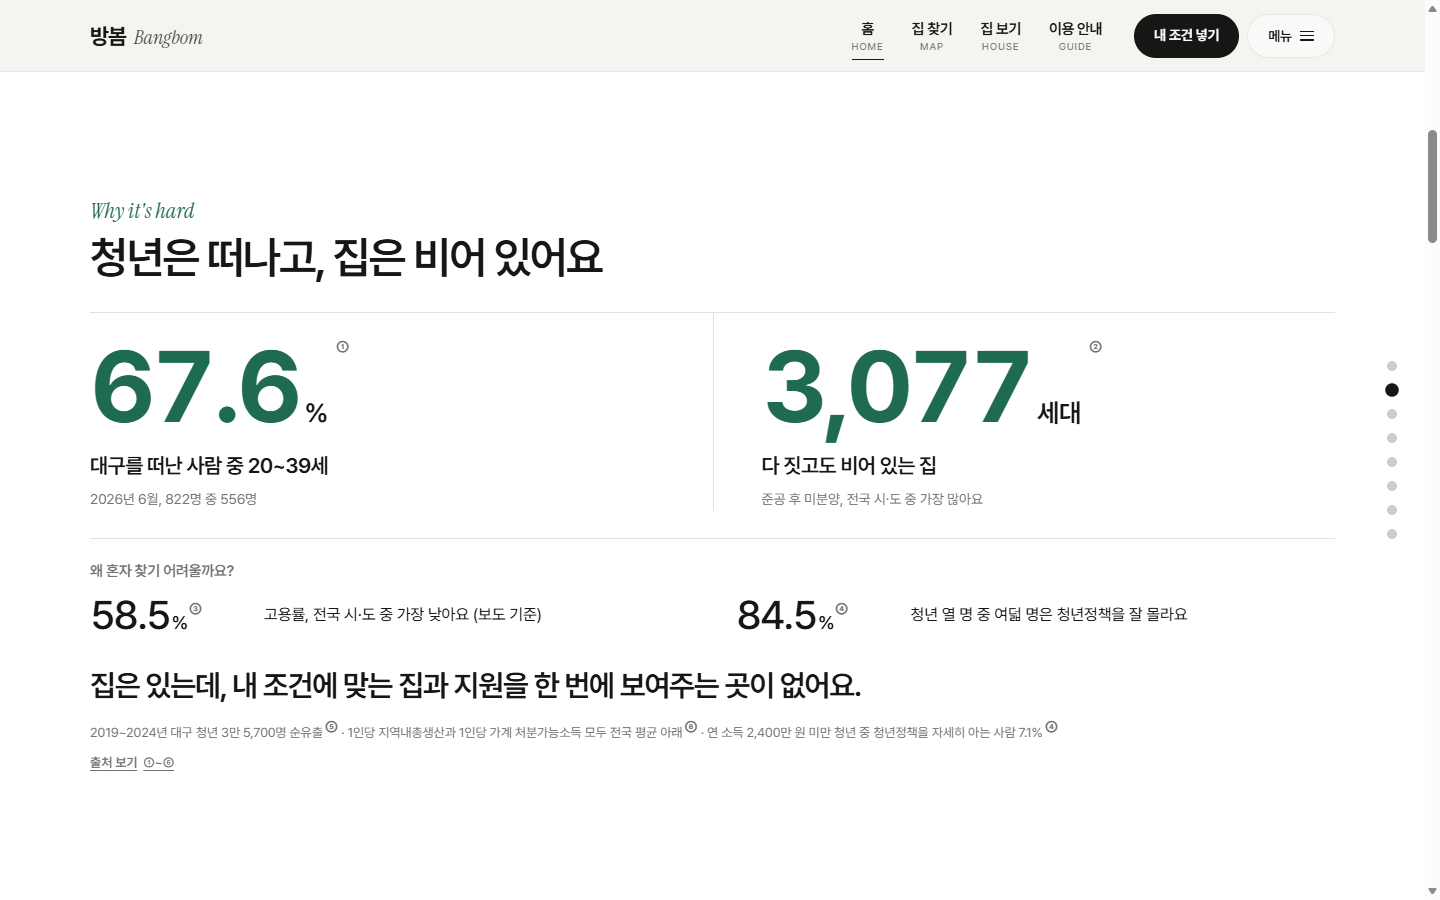 방봄 Bangbom
홈 집 찾기 집 보기 이용 안내
HOME MAP HOUSE GUIDE
내 조건 넣기
메뉴
Why it's hard
청년은 떠나고, 집은 비어 있어요
67.6 % ①
대구를 떠난 사람 중 20~39세
2026년 6월, 822명 중 556명
3,077 세대 ②
다 짓고도 비어 있는 집
준공 후 미분양, 전국 시·도 중 가장 많아요
왜 혼자 찾기 어려울까요?
58.5% ③ 고용률, 전국 시·도 중 가장 낮아요 (보도 기준)
84.5% ④ 청년 열 명 중 여덟 명은 청년정책을 잘 몰라요
집은 있는데, 내 조건에 맞는 집과 지원을 한 번에 보여주는 곳이 없어요.
2019~2024년 대구 청년 3만 5,700명 순유출⑤ · 1인당 지역내총생산과 1인당 가계 처분가능소득 모두 전국 평균 아래⑥ · 연 소득 2,400만 원 미만 청년 중 청년정책을 자세히 아는 사람 7.1%④
출처 보기 ①~⑥